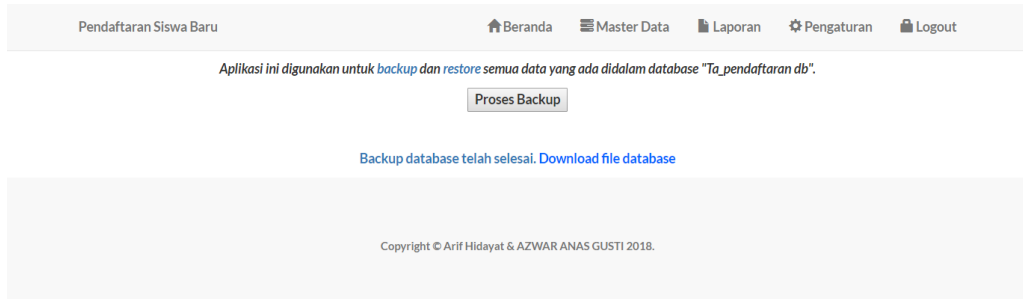 Pendaftaran Siswa Baru Beranda Master Data Laporan Pengaturan Logout
Aplikasi ini digunakan untuk backup dan restore semua data yang ada didalam database "Ta_pendaftaran db".
Proses Backup
Backup database telah selesai. Download file database
Copyright © Arif Hidayat & AZWAR ANAS GUSTI 2018.